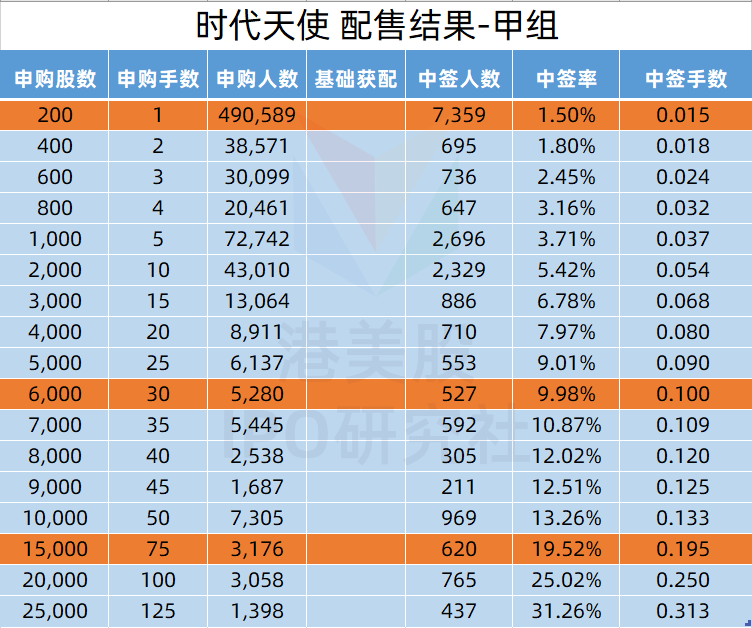 时代天使 配售结果-甲组
申购股数 申购手数 申购人数 基础获配 中签人数 中签率 中签手数
200 1 490,589 7,359 1.50% 0.015
400 2 38,571 695 1.80% 0.018
600 3 30,099 736 2.45% 0.024
800 4 20,461 647 3.16% 0.032
1,000 5 72,742 2,696 3.71% 0.037
2,000 10 43,010 2,329 5.42% 0.054
3,000 15 13,064 886 6.78% 0.068
4,000 20 8,911 710 7.97% 0.080
5,000 25 6,137 553 9.01% 0.090
6,000 30 5,280 527 9.98% 0.100
7,000 35 5,445 592 10.87% 0.109
8,000 40 2,538 305 12.02% 0.120
9,000 45 1,687 211 12.51% 0.125
10,000 50 7,305 969 13.26% 0.133
15,000 75 3,176 620 19.52% 0.195
20,000 100 3,058 765 25.02% 0.250
25,000 125 1,398 437 31.26% 0.313
港美股
IPO研究社